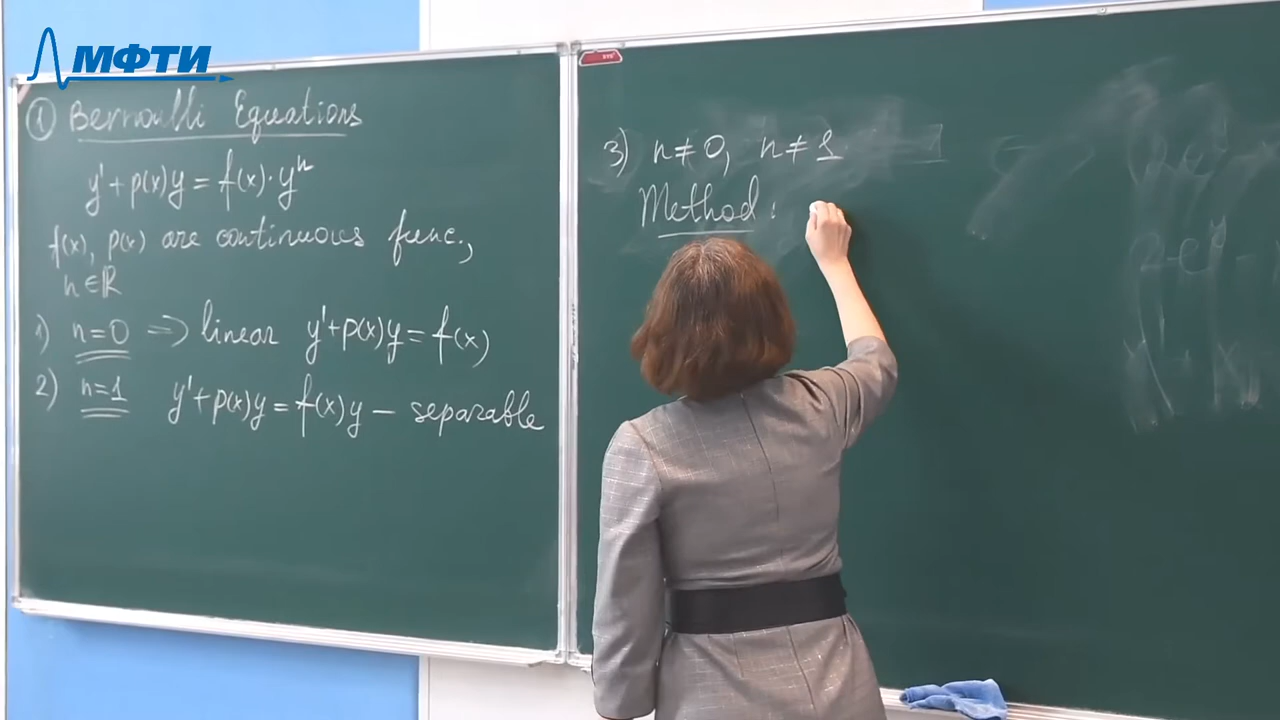 МФТИ
① Bernoulli Equations
y' + p(x)y = f(x)·yⁿ
f(x), p(x) are continuous func.,
n∈ℝ
1) n=0 => linear y'+p(x)y = f(x)
2) n=1 y'+p(x)y = f(x)y – separable
3) n≠0, n≠1
Method: